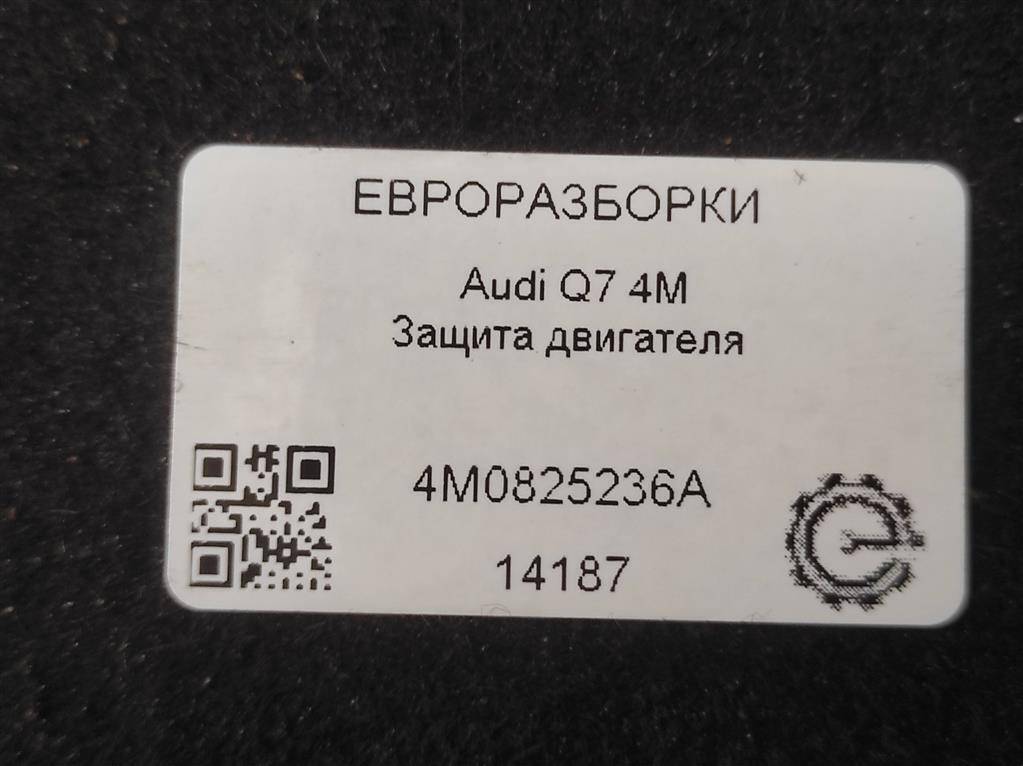 ЕВРОРАЗБОРКИ
Audi Q7 4M
Защита двигателя
4M0825236A
14187